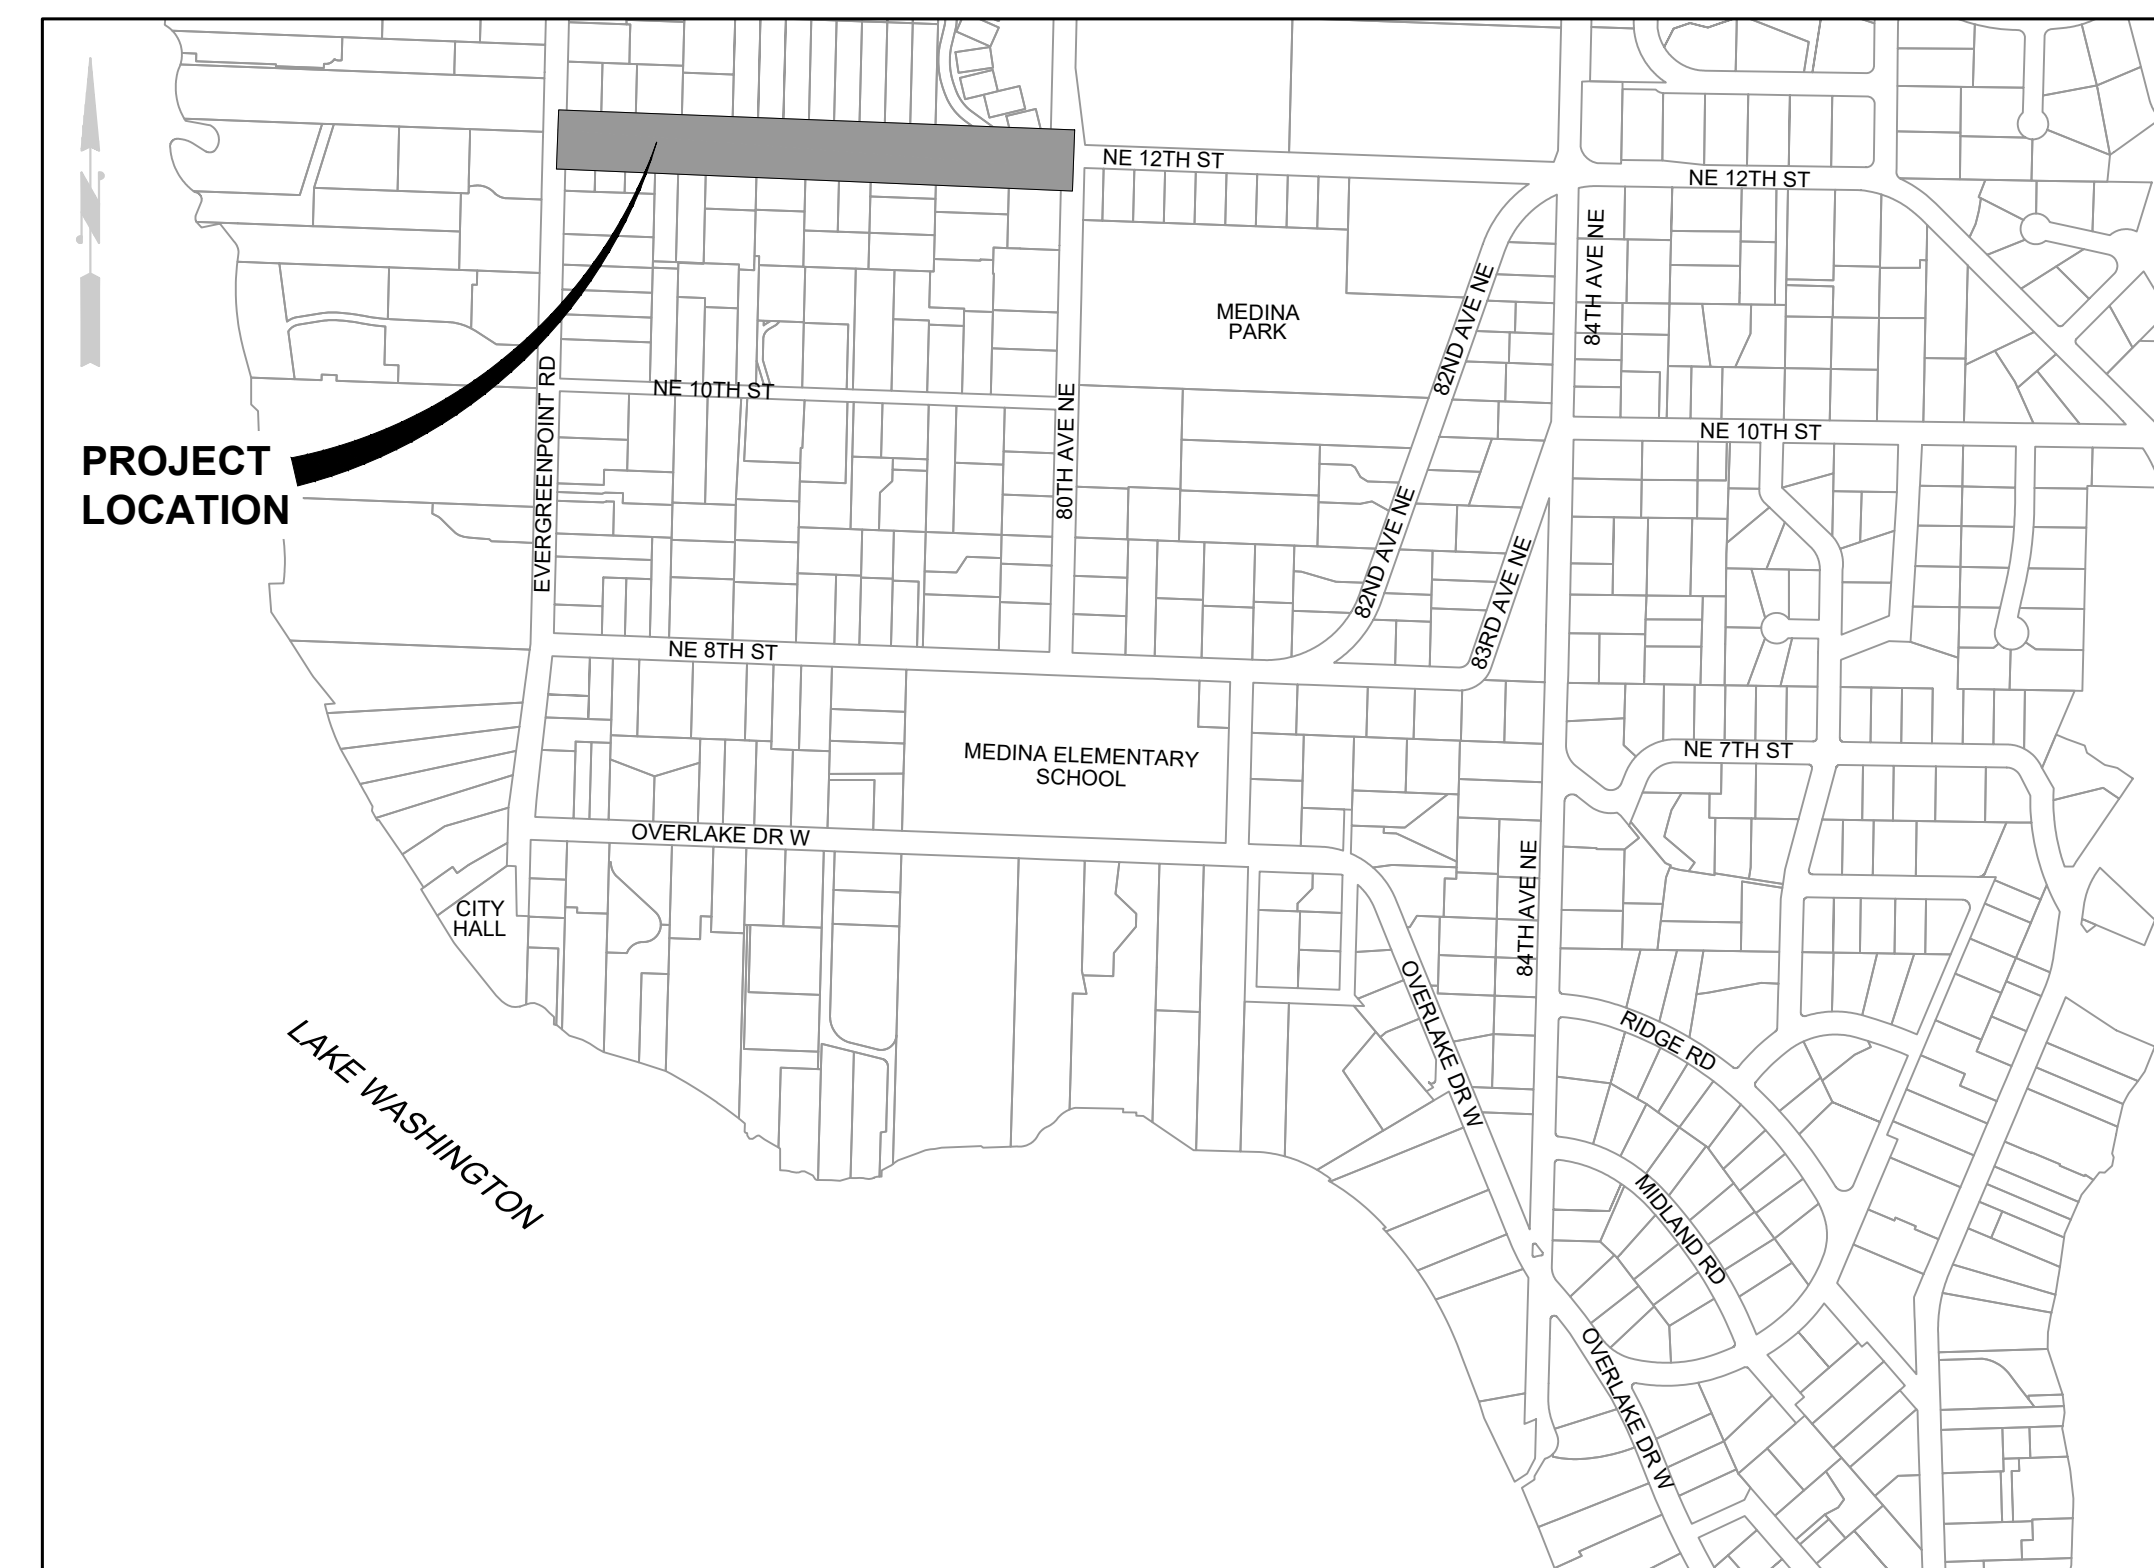 N
NE 12TH ST
NE 12TH ST
84TH AVE NE
82ND AVE NE
MEDINA
PARK
EVERGREENPOINT RD
NE 10TH ST
80TH AVE NE
NE 10TH ST
PROJECT
LOCATION
82ND AVE NE
83RD AVE NE
NE 8TH ST
MEDINA ELEMENTARY
SCHOOL
NE 7TH ST
OVERLAKE DR W
84TH AVE NE
CITY
HALL
OVERLAKE DR W
RIDGE RD
LAKE WASHINGTON
MIDLAND RD
OVERLAKE DR W